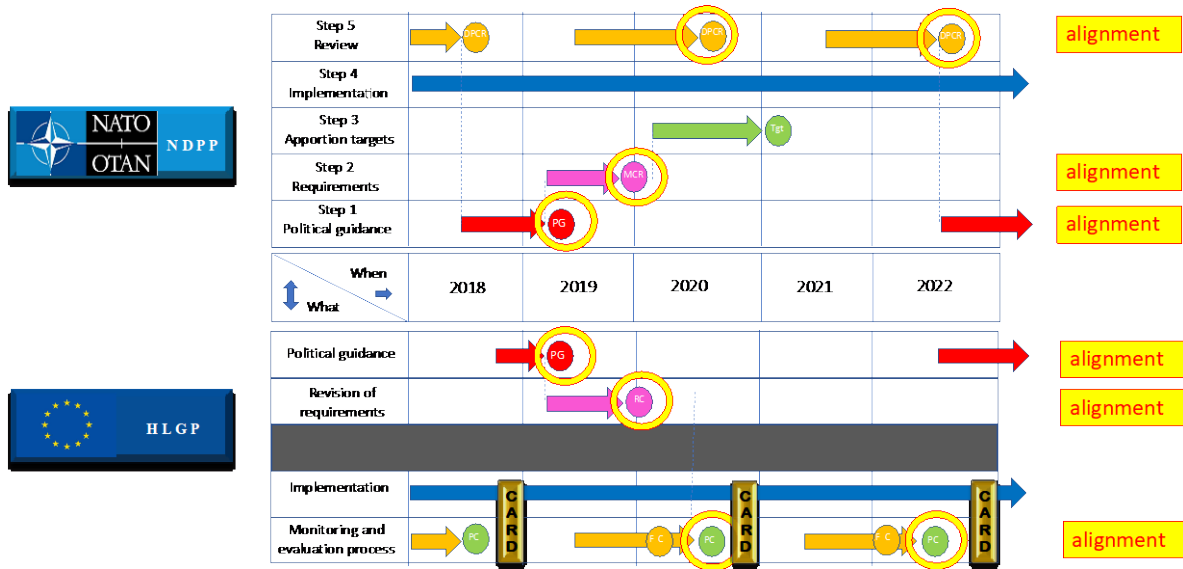 Step 5
Review
DPCR
DPCR
DPCR
alignment
Step 4
Implementation
Step 3
Apportion targets
Tgt
NATO
OTAN
NDPP
Step 2
Requirements
MCR
alignment
Step 1
Political guidance
PG
alignment
When
What
2018
2019
2020
2021
2022
Political guidance
PG
alignment
Revision of
requirements
RC
alignment
HLGP
Implementation
CARD
CARD
CARD
Monitoring and
evaluation process
PC
F C
PC
F C
PC
alignment